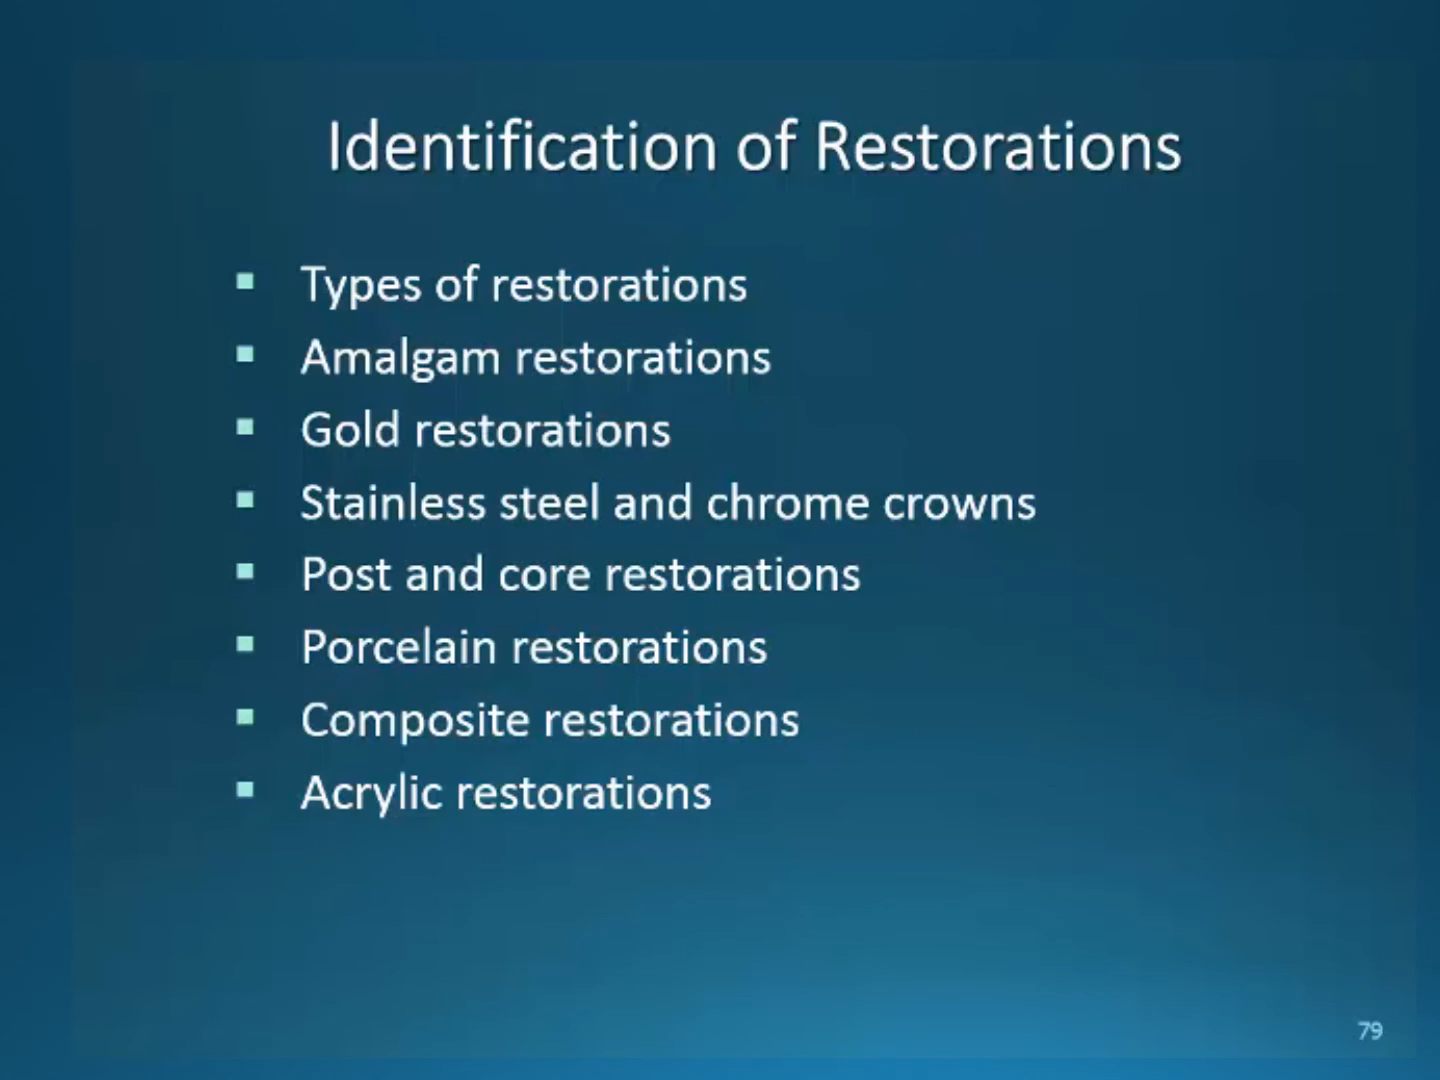 Identification of Restorations
▪ Types of restorations
▪ Amalgam restorations
▪ Gold restorations
▪ Stainless steel and chrome crowns
▪ Post and core restorations
▪ Porcelain restorations
▪ Composite restorations
▪ Acrylic restorations
79